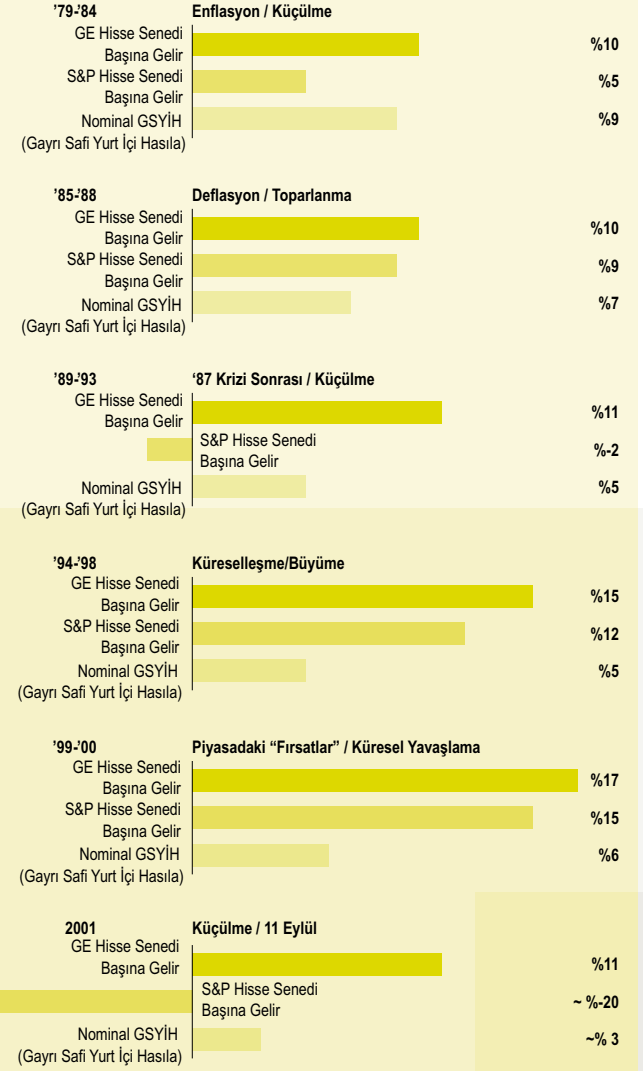 ’79-’84 Enflasyon / Küçülme
GE Hisse Senedi
Başına Gelir %10
S&P Hisse Senedi
Başına Gelir %5
Nominal GSYİH %9
(Gayrı Safi Yurt İçi Hasıla)
’85-’88 Deflasyon / Toparlanma
GE Hisse Senedi
Başına Gelir %10
S&P Hisse Senedi
Başına Gelir %9
Nominal GSYİH %7
(Gayrı Safi Yurt İçi Hasıla)
’89-’93 ‘87 Krizi Sonrası / Küçülme
GE Hisse Senedi
Başına Gelir %11
S&P Hisse Senedi
Başına Gelir %-2
Nominal GSYİH %5
(Gayrı Safi Yurt İçi Hasıla)
’94-’98 Küreselleşme/Büyüme
GE Hisse Senedi
Başına Gelir %15
S&P Hisse Senedi
Başına Gelir %12
Nominal GSYİH %5
(Gayrı Safi Yurt İçi Hasıla)
’99-’00 Piyasadaki “Fırsatlar” / Küresel Yavaşlama
GE Hisse Senedi
Başına Gelir %17
S&P Hisse Senedi
Başına Gelir %15
Nominal GSYİH %6
(Gayrı Safi Yurt İçi Hasıla)
2001 Küçülme / 11 Eylül
GE Hisse Senedi
Başına Gelir %11
S&P Hisse Senedi
Başına Gelir ~ %-20
Nominal GSYİH ~% 3
(Gayrı Safi Yurt İçi Hasıla)